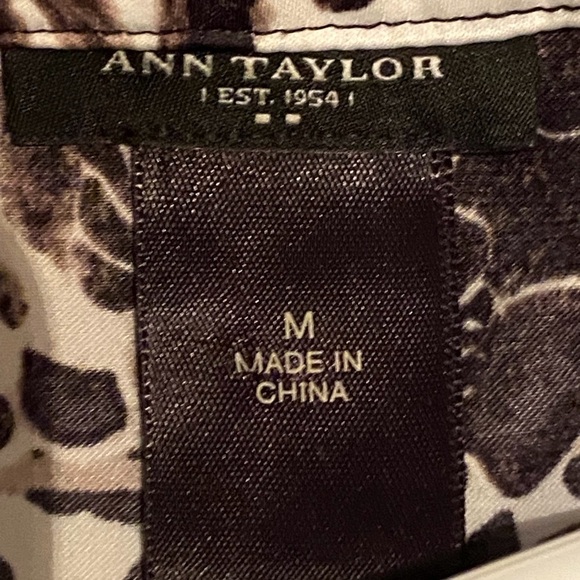 ANN TAYLOR
EST. 1954
M
MADE IN
CHINA